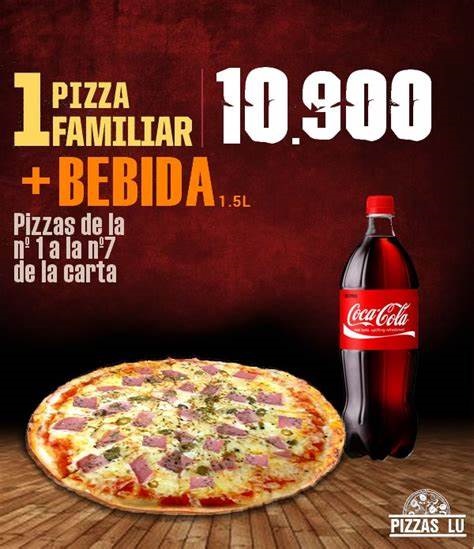 1 PIZZA FAMILIAR
10.900
+ BEBIDA 1.5L
Pizzas de la
nº 1 a la nº7
de la carta
Coca-Cola
PIZZAS LU